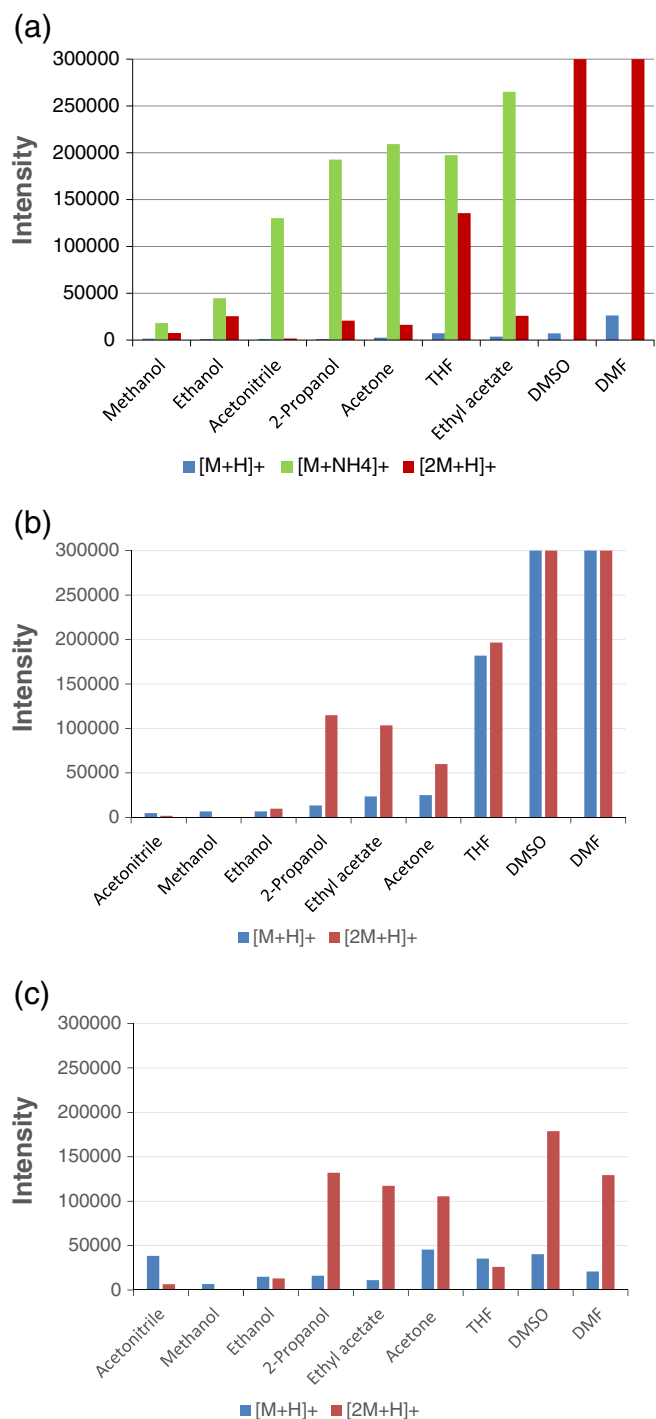 (a)
300000
250000
200000
150000
100000
50000
0
Intensity
Methanol
Ethanol
Acetonitrile
2-Propanol
Acetone
THF
Ethyl acetate
DMSO
DMF
[M+H]+ [M+NH4]+ [2M+H]+
(b)
300000
250000
200000
150000
100000
50000
0
Intensity
Acetonitrile
Methanol
Ethanol
2-Propanol
Ethyl acetate
Acetone
THF
DMSO
DMF
[M+H]+ [2M+H]+
(c)
300000
250000
200000
150000
100000
50000
0
Intensity
Acetonitrile
Methanol
Ethanol
2-Propanol
Ethyl acetate
Acetone
THF
DMSO
DMF
[M+H]+ [2M+H]+